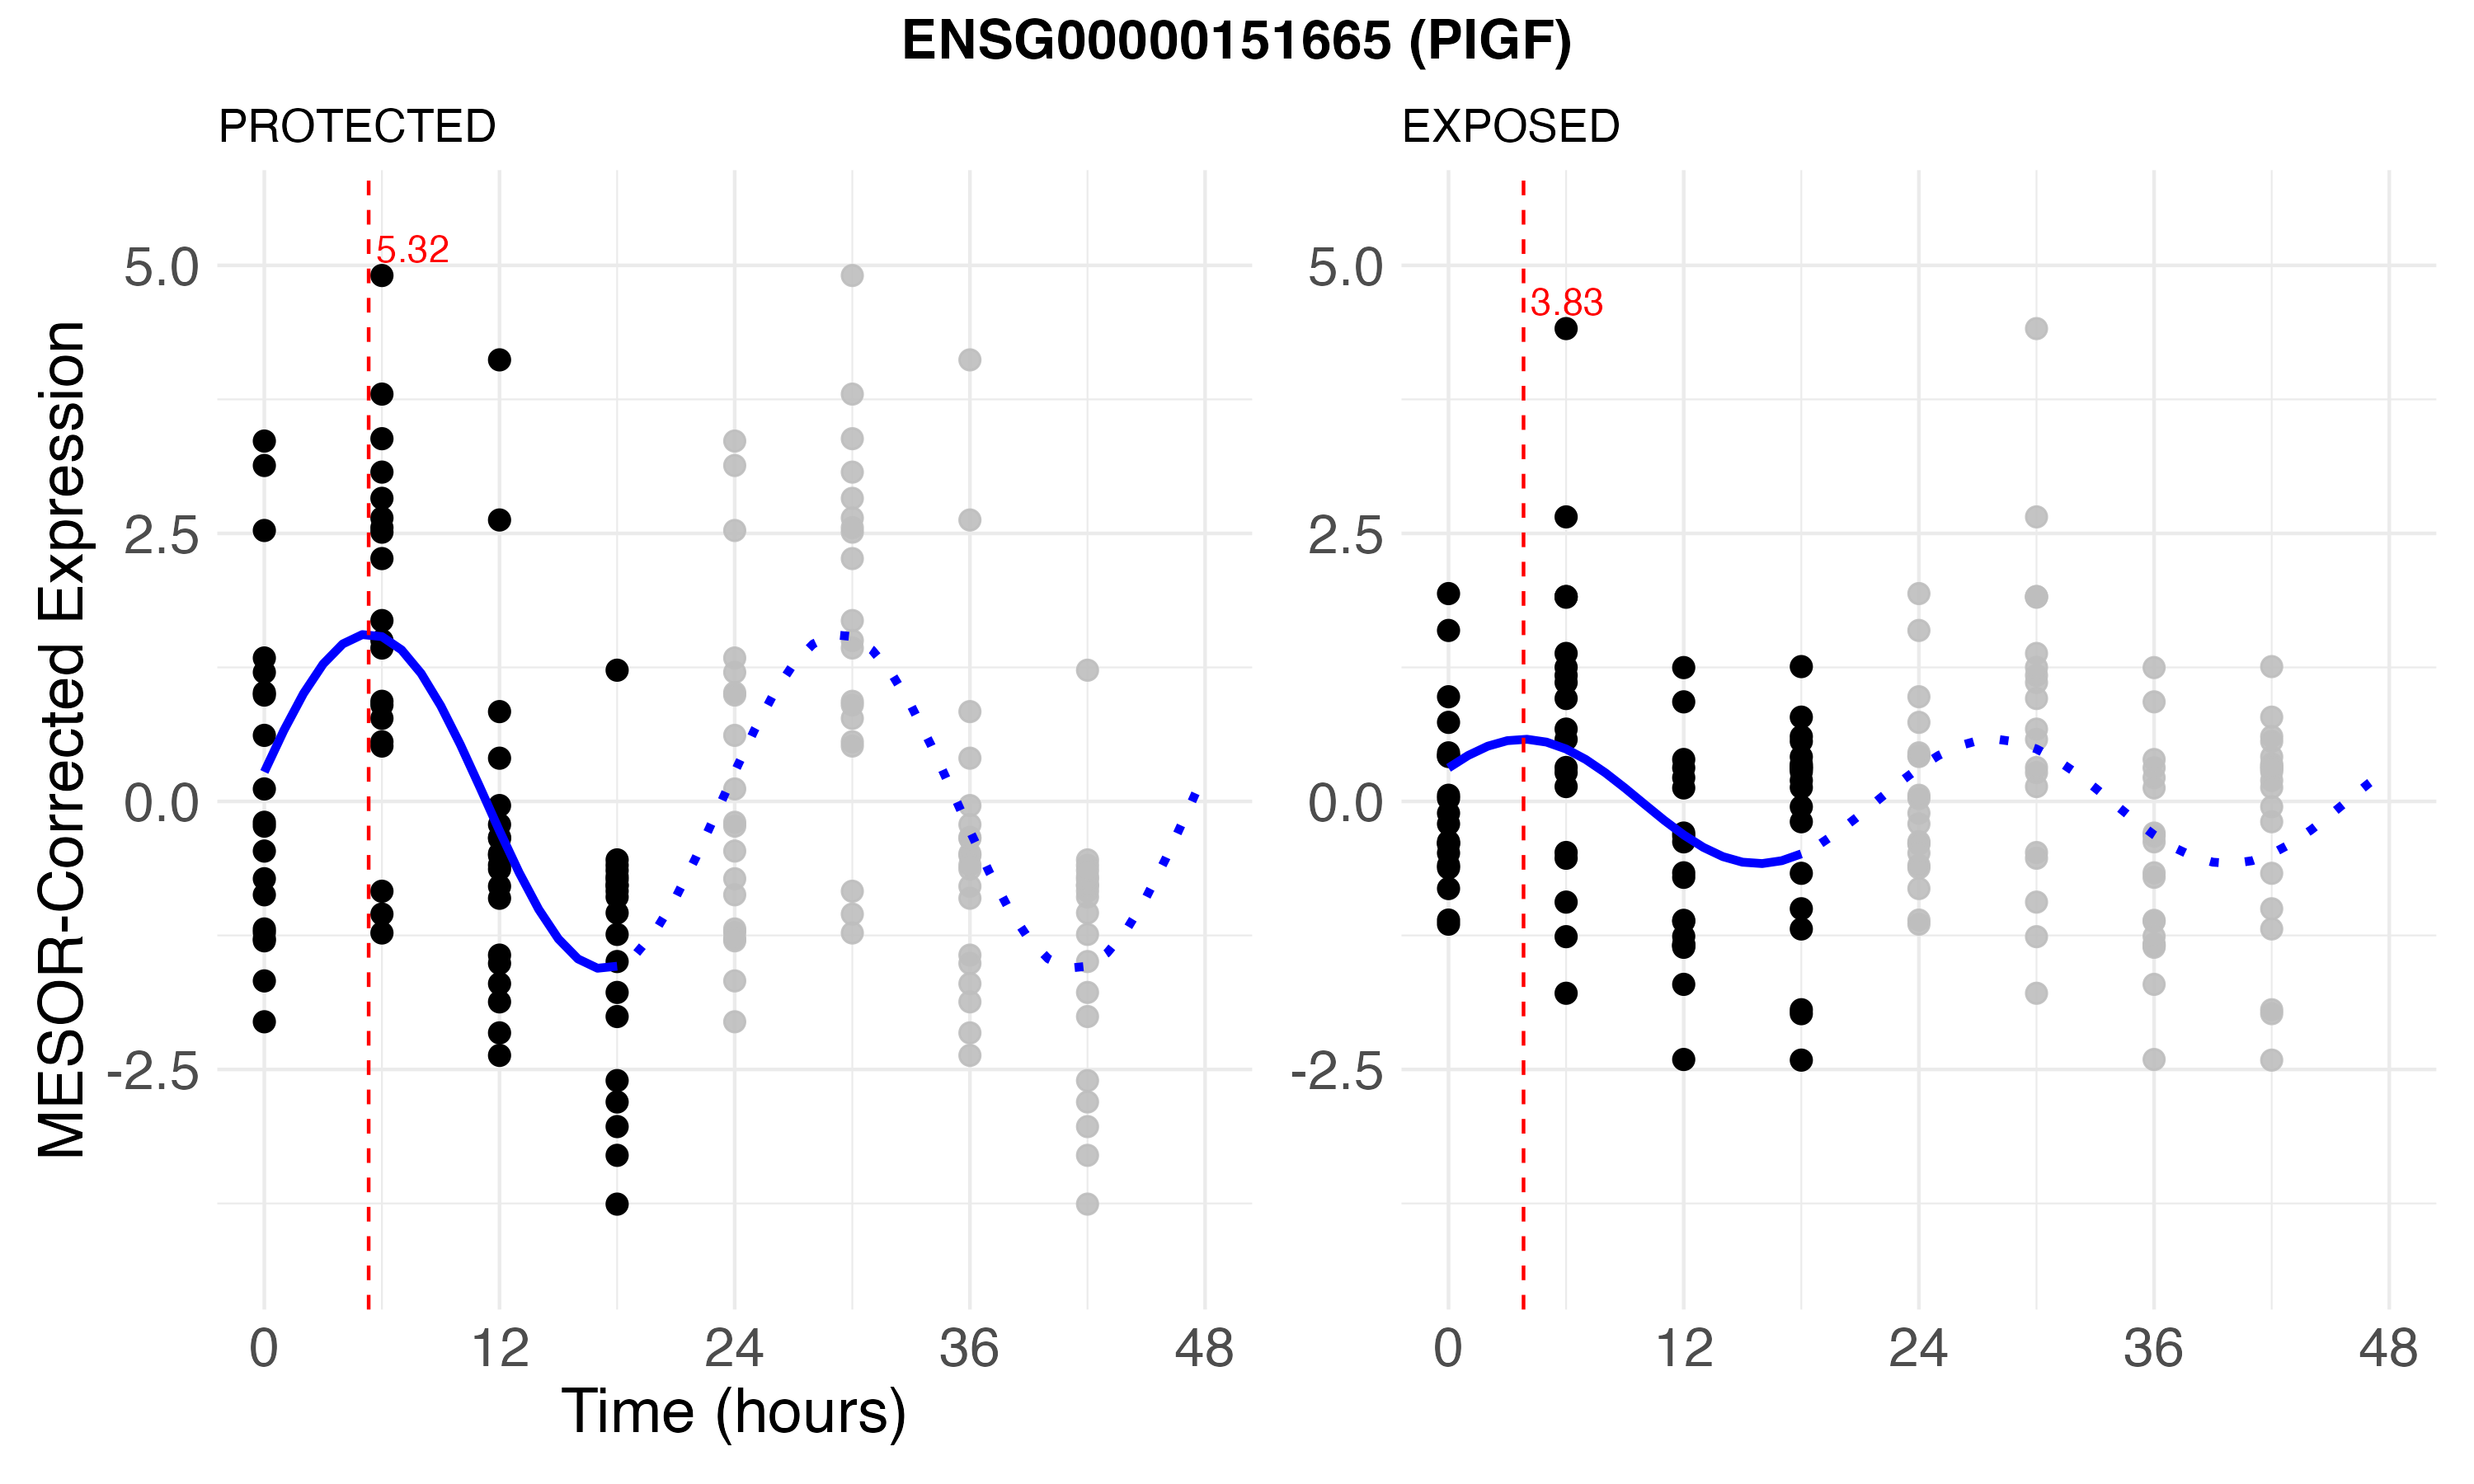 ENSG00000151665 (PIGF)
PROTECTED
EXPOSED
MESOR-Corrected Expression
5.0
2.5
0.0
-2.5
5.32
0 12 24 36 48
5.0
2.5
0.0
-2.5
3.83
0 12 24 36 48
Time (hours)